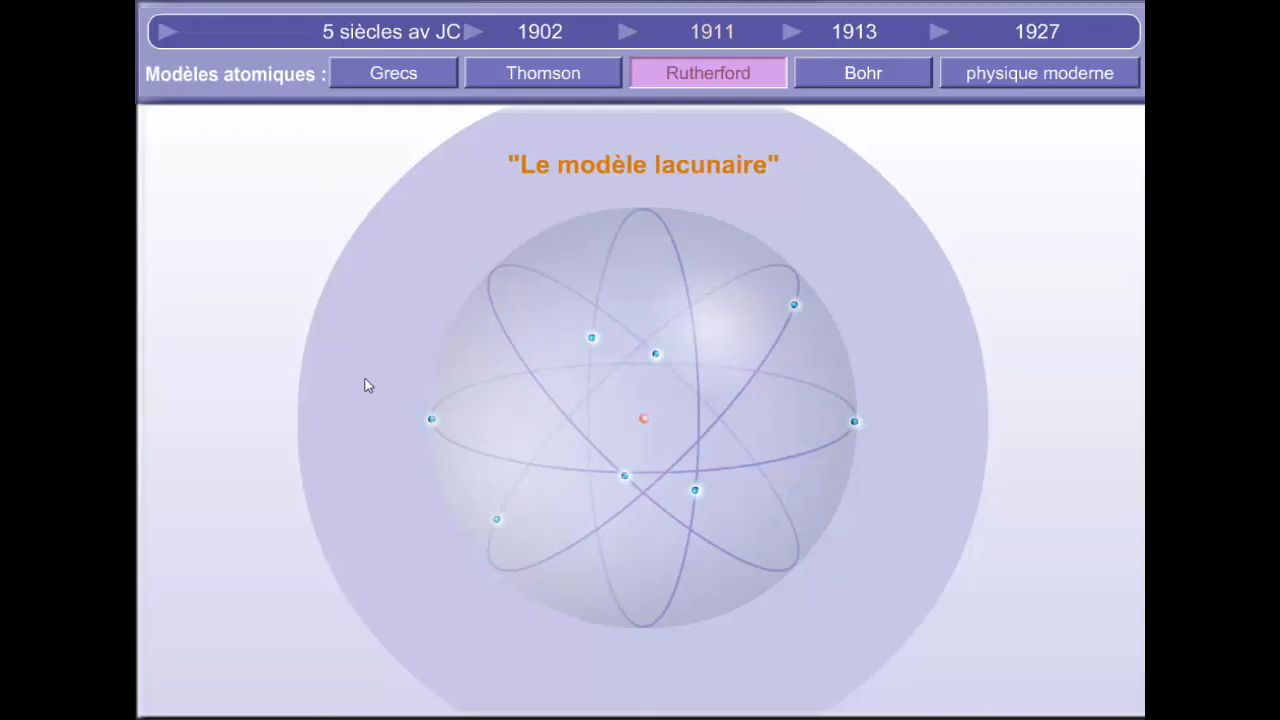 5 siècles av JC 1902 1911 1913 1927
Modèles atomiques : Grecs Thomson Rutherford Bohr physique moderne
"Le modèle lacunaire"